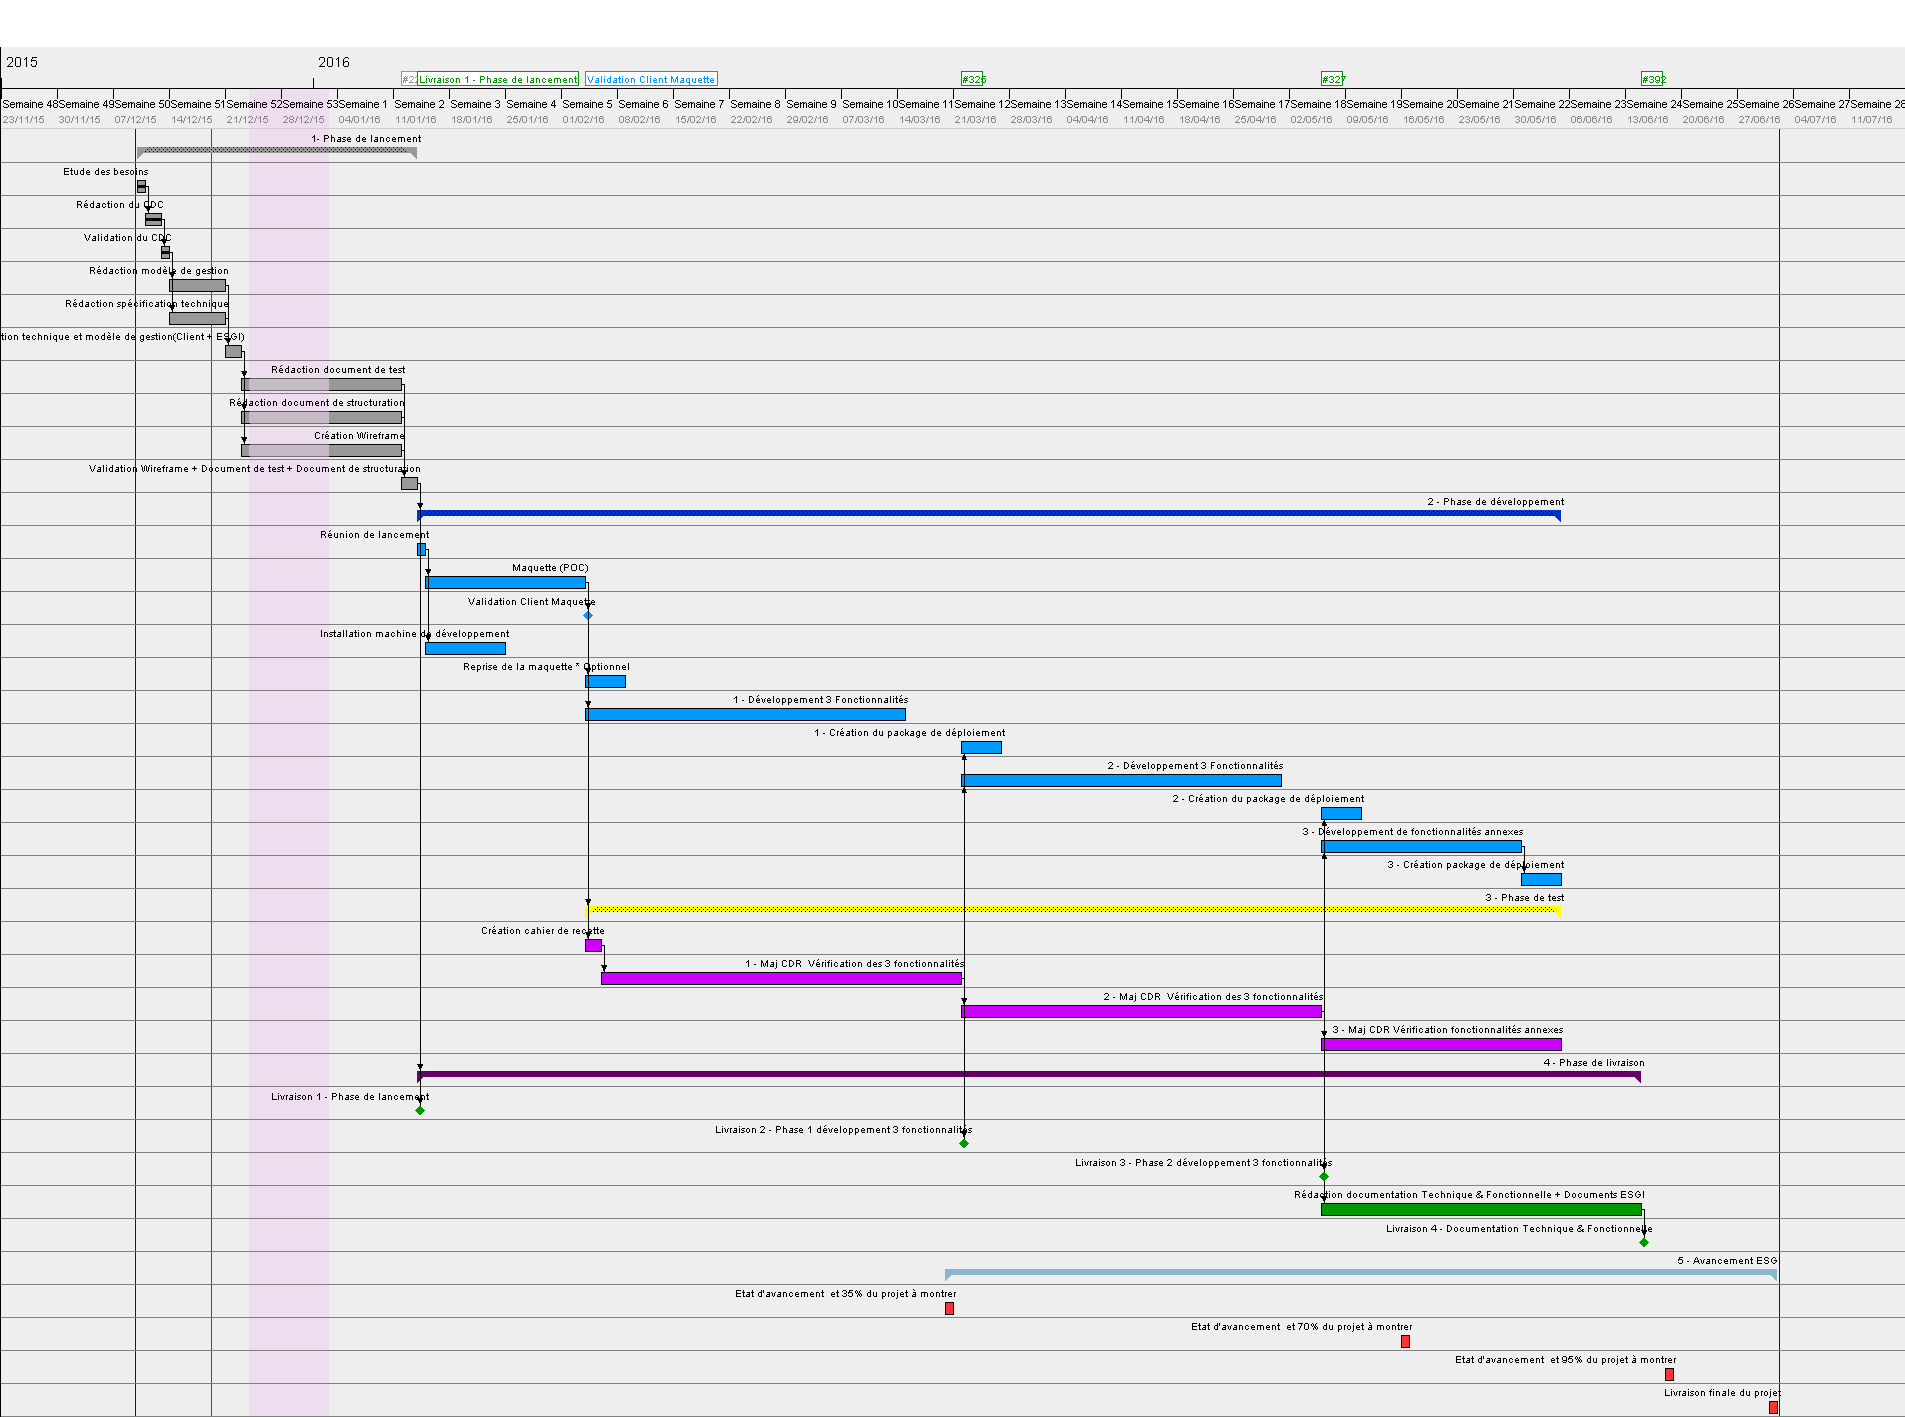 2015
2016
#22
Livraison 1 - Phase de lancement
Validation Client Maquette
#325
#327
#392
Semaine 48 Semaine 49 Semaine 50 Semaine 51 Semaine 52 Semaine 53 Semaine 1 Semaine 2 Semaine 3 Semaine 4 Semaine 5 Semaine 6 Semaine 7 Semaine 8 Semaine 9 Semaine 10 Semaine 11 Semaine 12 Semaine 13 Semaine 14 Semaine 15 Semaine 16 Semaine 17 Semaine 18 Semaine 19 Semaine 20 Semaine 21 Semaine 22 Semaine 23 Semaine 24 Semaine 25 Semaine 26 Semaine 27 Semaine 28
23/11/15 30/11/15 07/12/15 14/12/15 21/12/15 28/12/15 04/01/16 11/01/16 18/01/16 25/01/16 01/02/16 08/02/16 15/02/16 22/02/16 29/02/16 07/03/16 14/03/16 21/03/16 28/03/16 04/04/16 11/04/16 18/04/16 25/04/16 02/05/16 09/05/16 16/05/16 23/05/16 30/05/16 06/06/16 13/06/16 20/06/16 27/06/16 04/07/16 11/07/16
1- Phase de lancement
Etude des besoins
Rédaction du CDC
Validation du CDC
Rédaction modèle de gestion
Rédaction spécification technique
tion technique et modèle de gestion(Client + ESGI)
Rédaction document de test
Rédaction document de structuration
Création Wireframe
Validation Wireframe + Document de test + Document de structuration
2 - Phase de développement
Réunion de lancement
Maquette (POC)
Validation Client Maquette
Installation machine de développement
Reprise de la maquette * Optionnel
1 - Développement 3 Fonctionnalités
1 - Création du package de déploiement
2 - Développement 3 Fonctionnalités
2 - Création du package de déploiement
3 - Développement de fonctionnalités annexes
3 - Création package de déploiement
3 - Phase de test
Création cahier de recette
1 - Maj CDR  Vérification des 3 fonctionnalités
2 - Maj CDR  Vérification des 3 fonctionnalités
3 - Maj CDR Vérification fonctionnalités annexes
4 - Phase de livraison
Livraison 1 - Phase de lancement
Livraison 2 - Phase 1 développement 3 fonctionnalités
Livraison 3 - Phase 2 développement 3 fonctionnalités
Rédaction documentation Technique & Fonctionnelle + Documents ESGI
Livraison 4 - Documentation Technique & Fonctionnelle
5 - Avancement ESG
Etat d'avancement  et 35% du projet à montrer
Etat d'avancement  et 70% du projet à montrer
Etat d'avancement  et 95% du projet à montrer
Livraison finale du projet